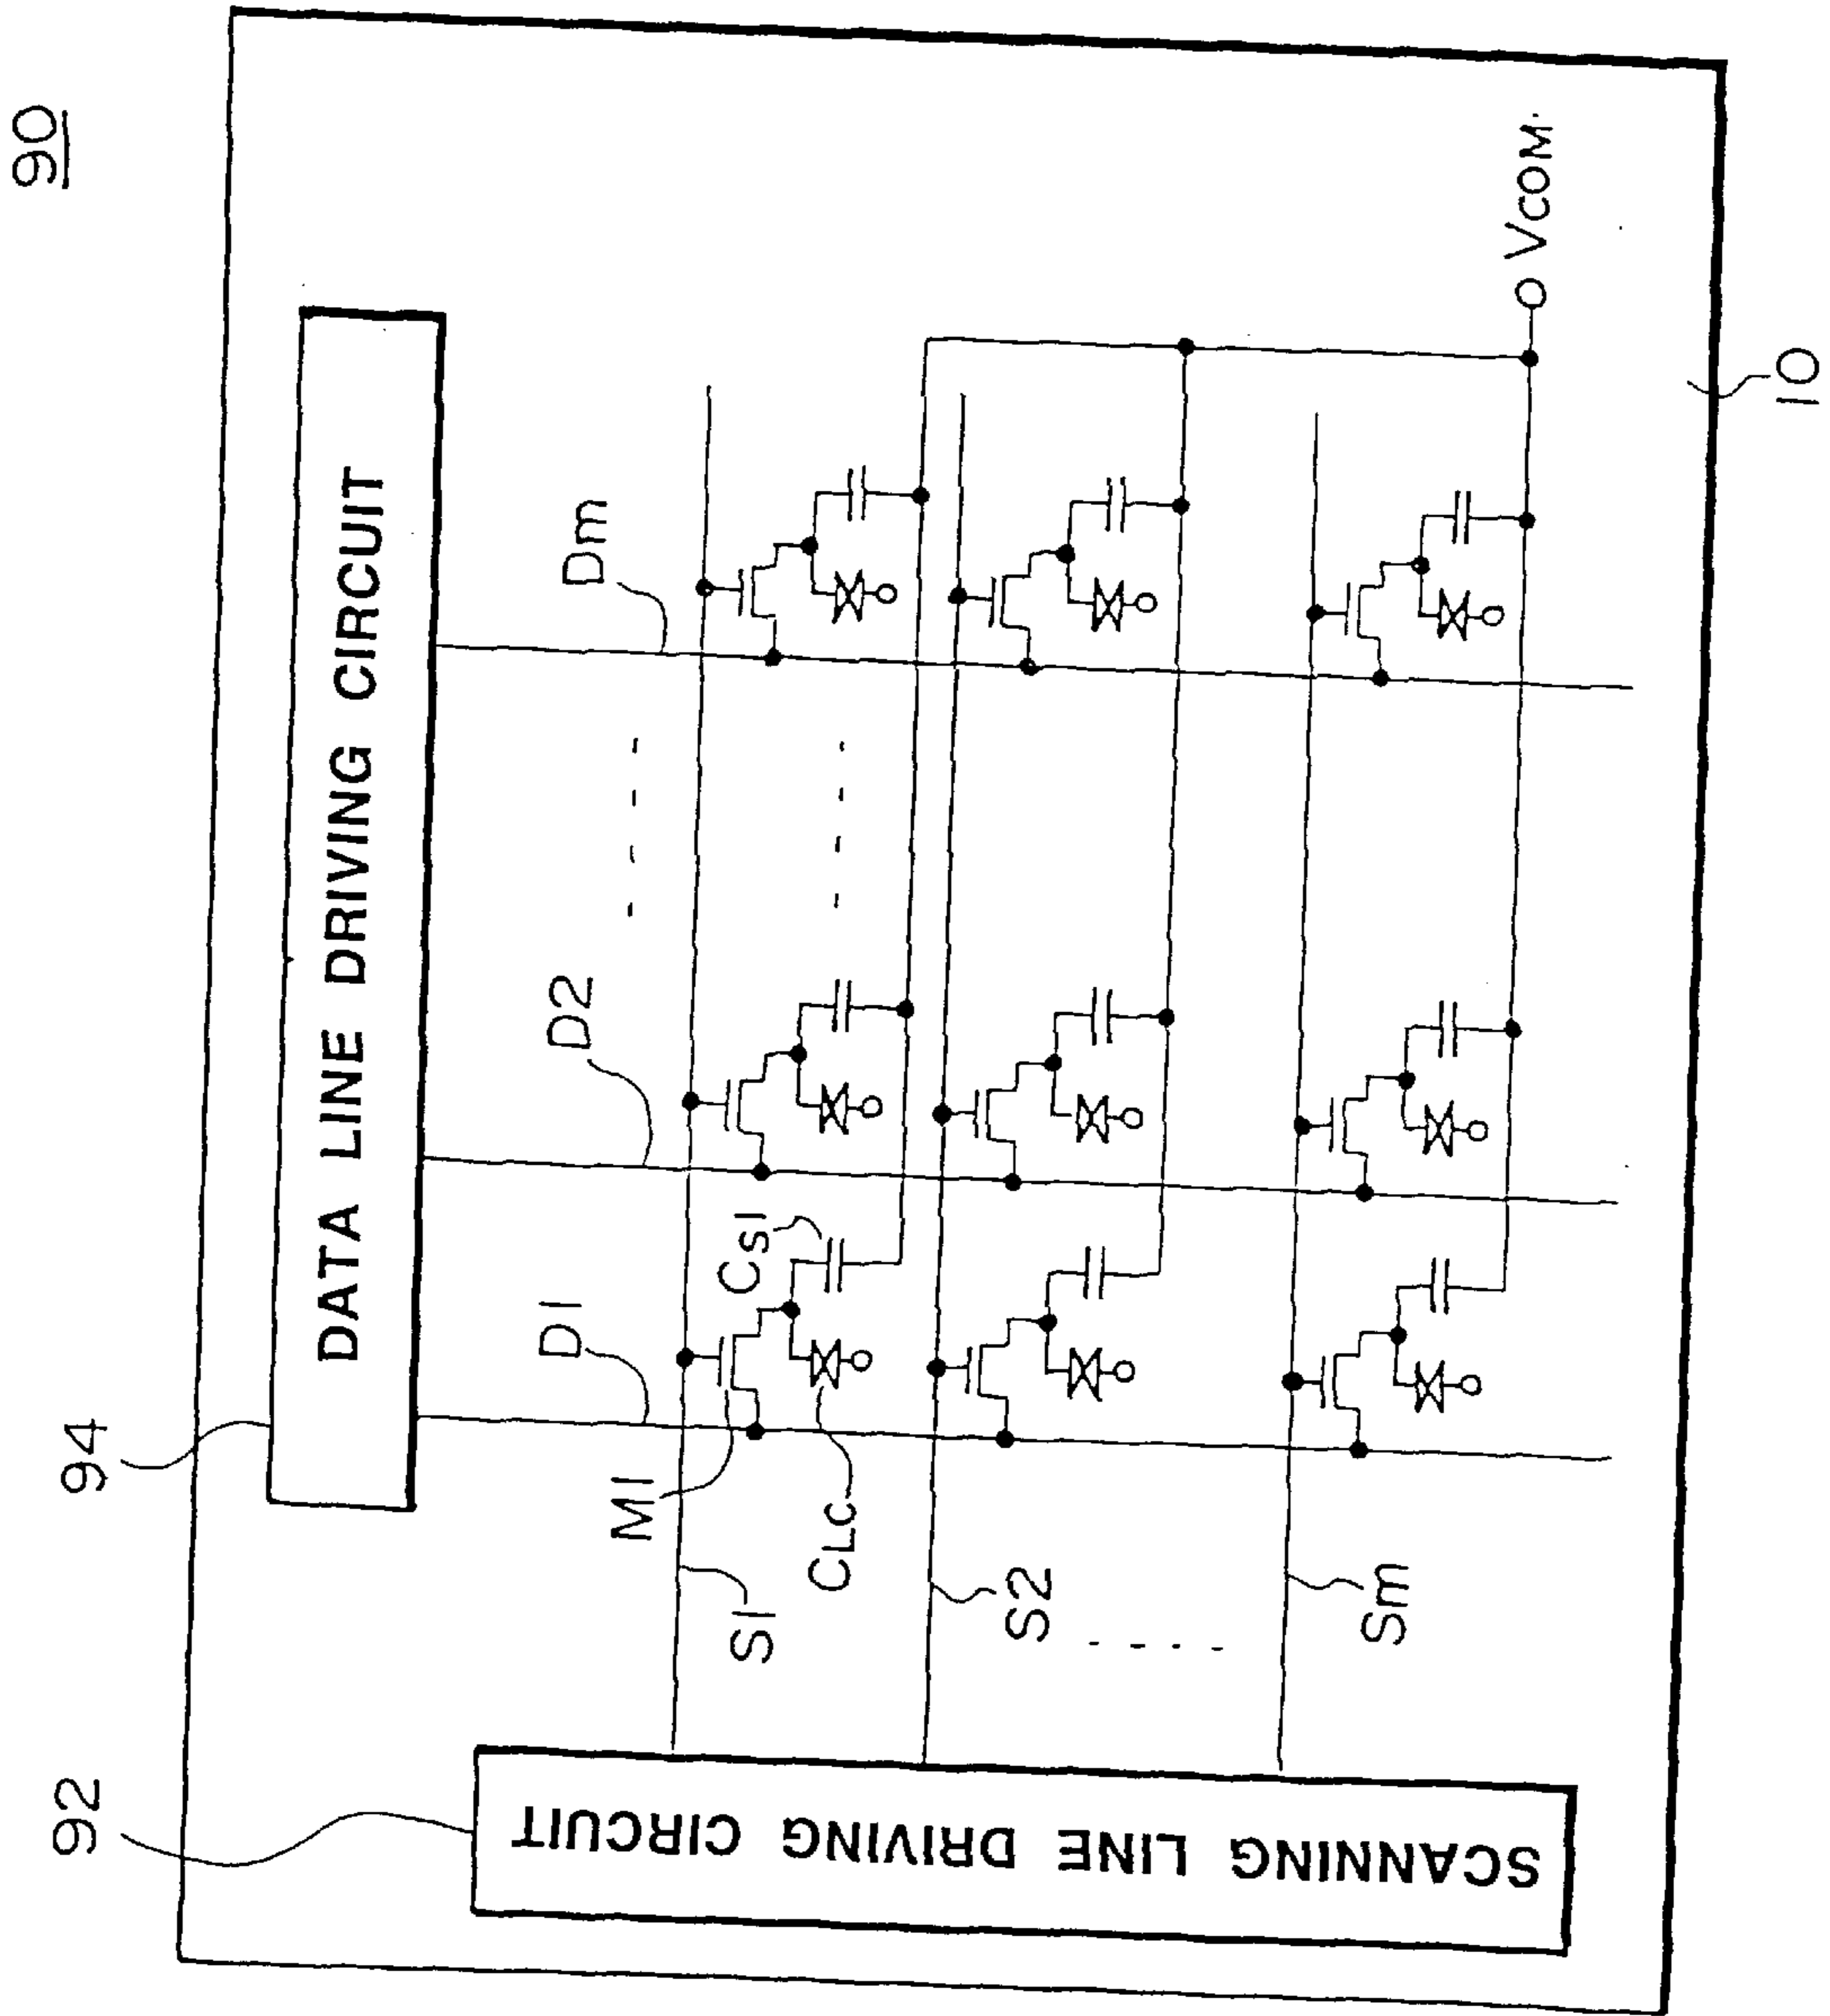 90
94
92
DATA LINE DRIVING CIRCUIT
D1
D2
Dm
M1
Cs1
S1
CLC
S2
Sm
SCANNING LINE DRIVING CIRCUIT
VCOM.
10